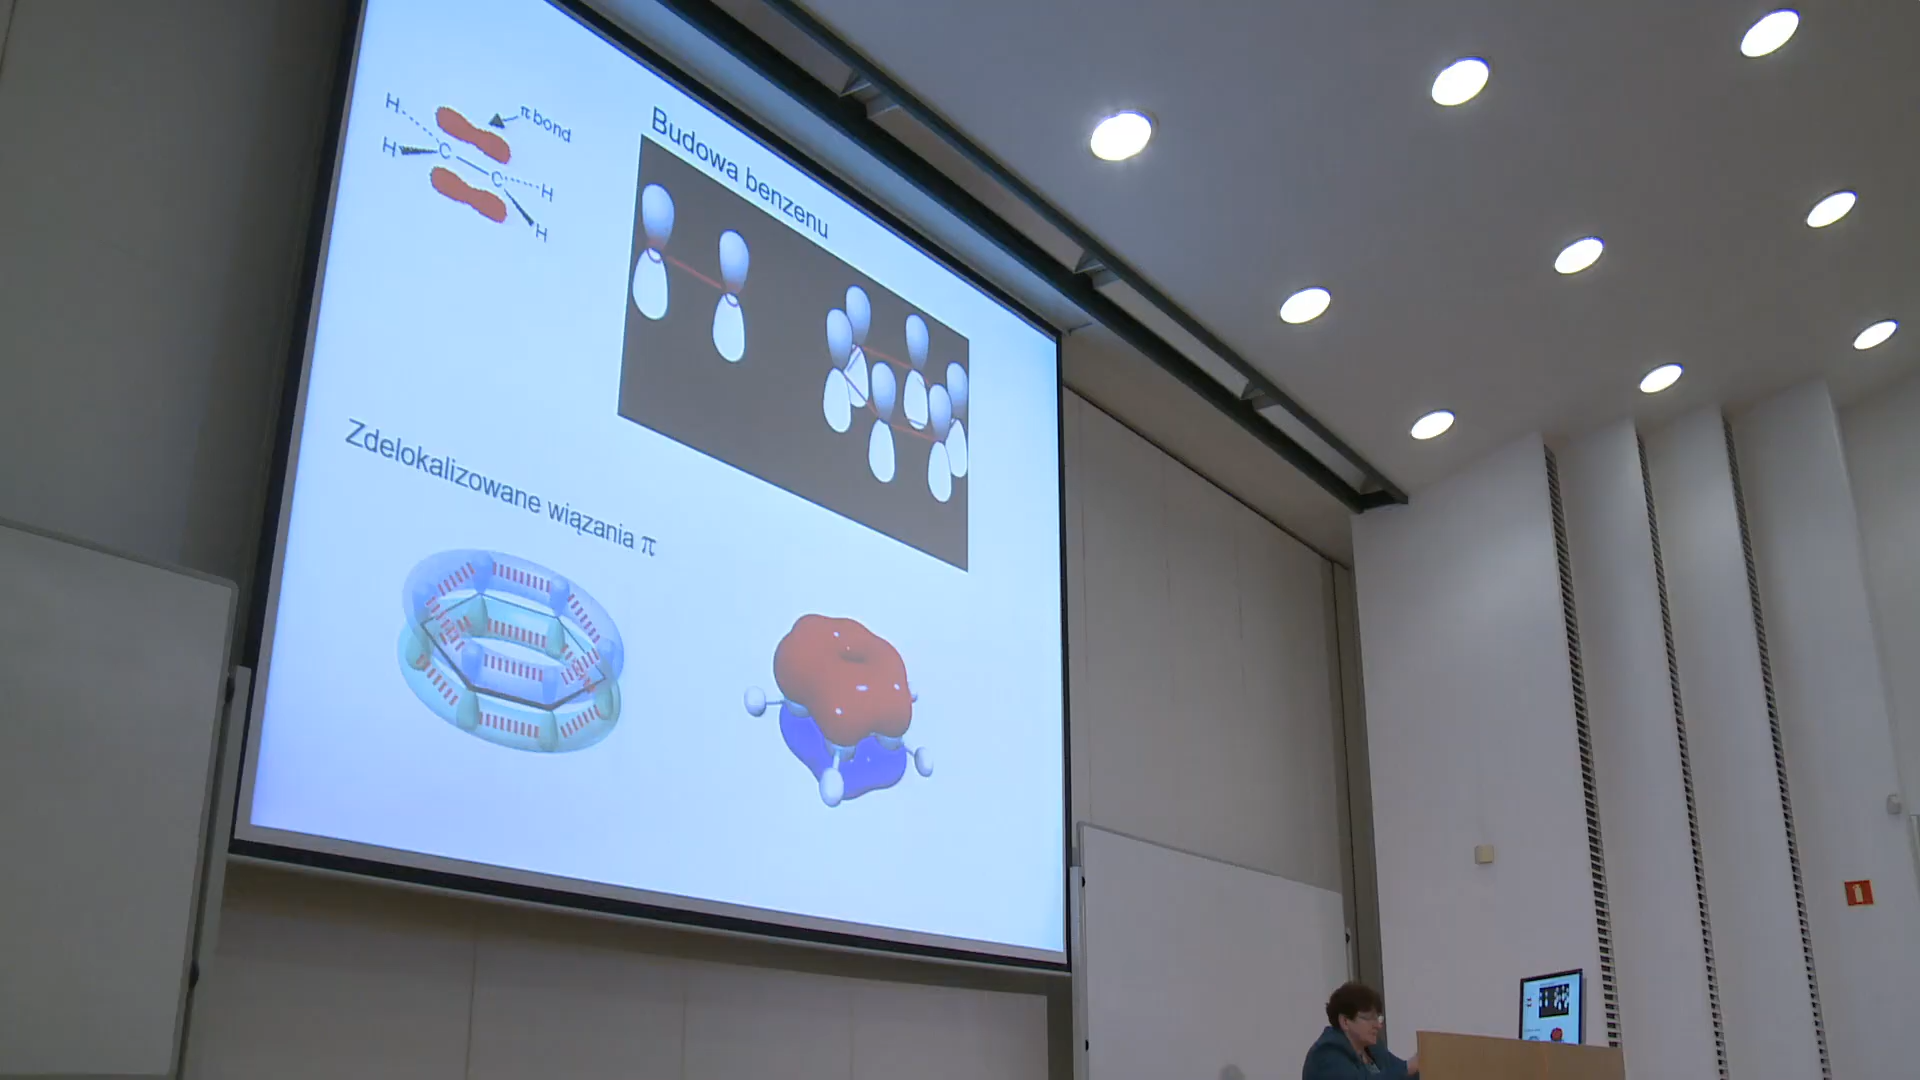 π bond
H
H
C
C
H
H
Budowa benzenu
Zdelokalizowane wiązania π